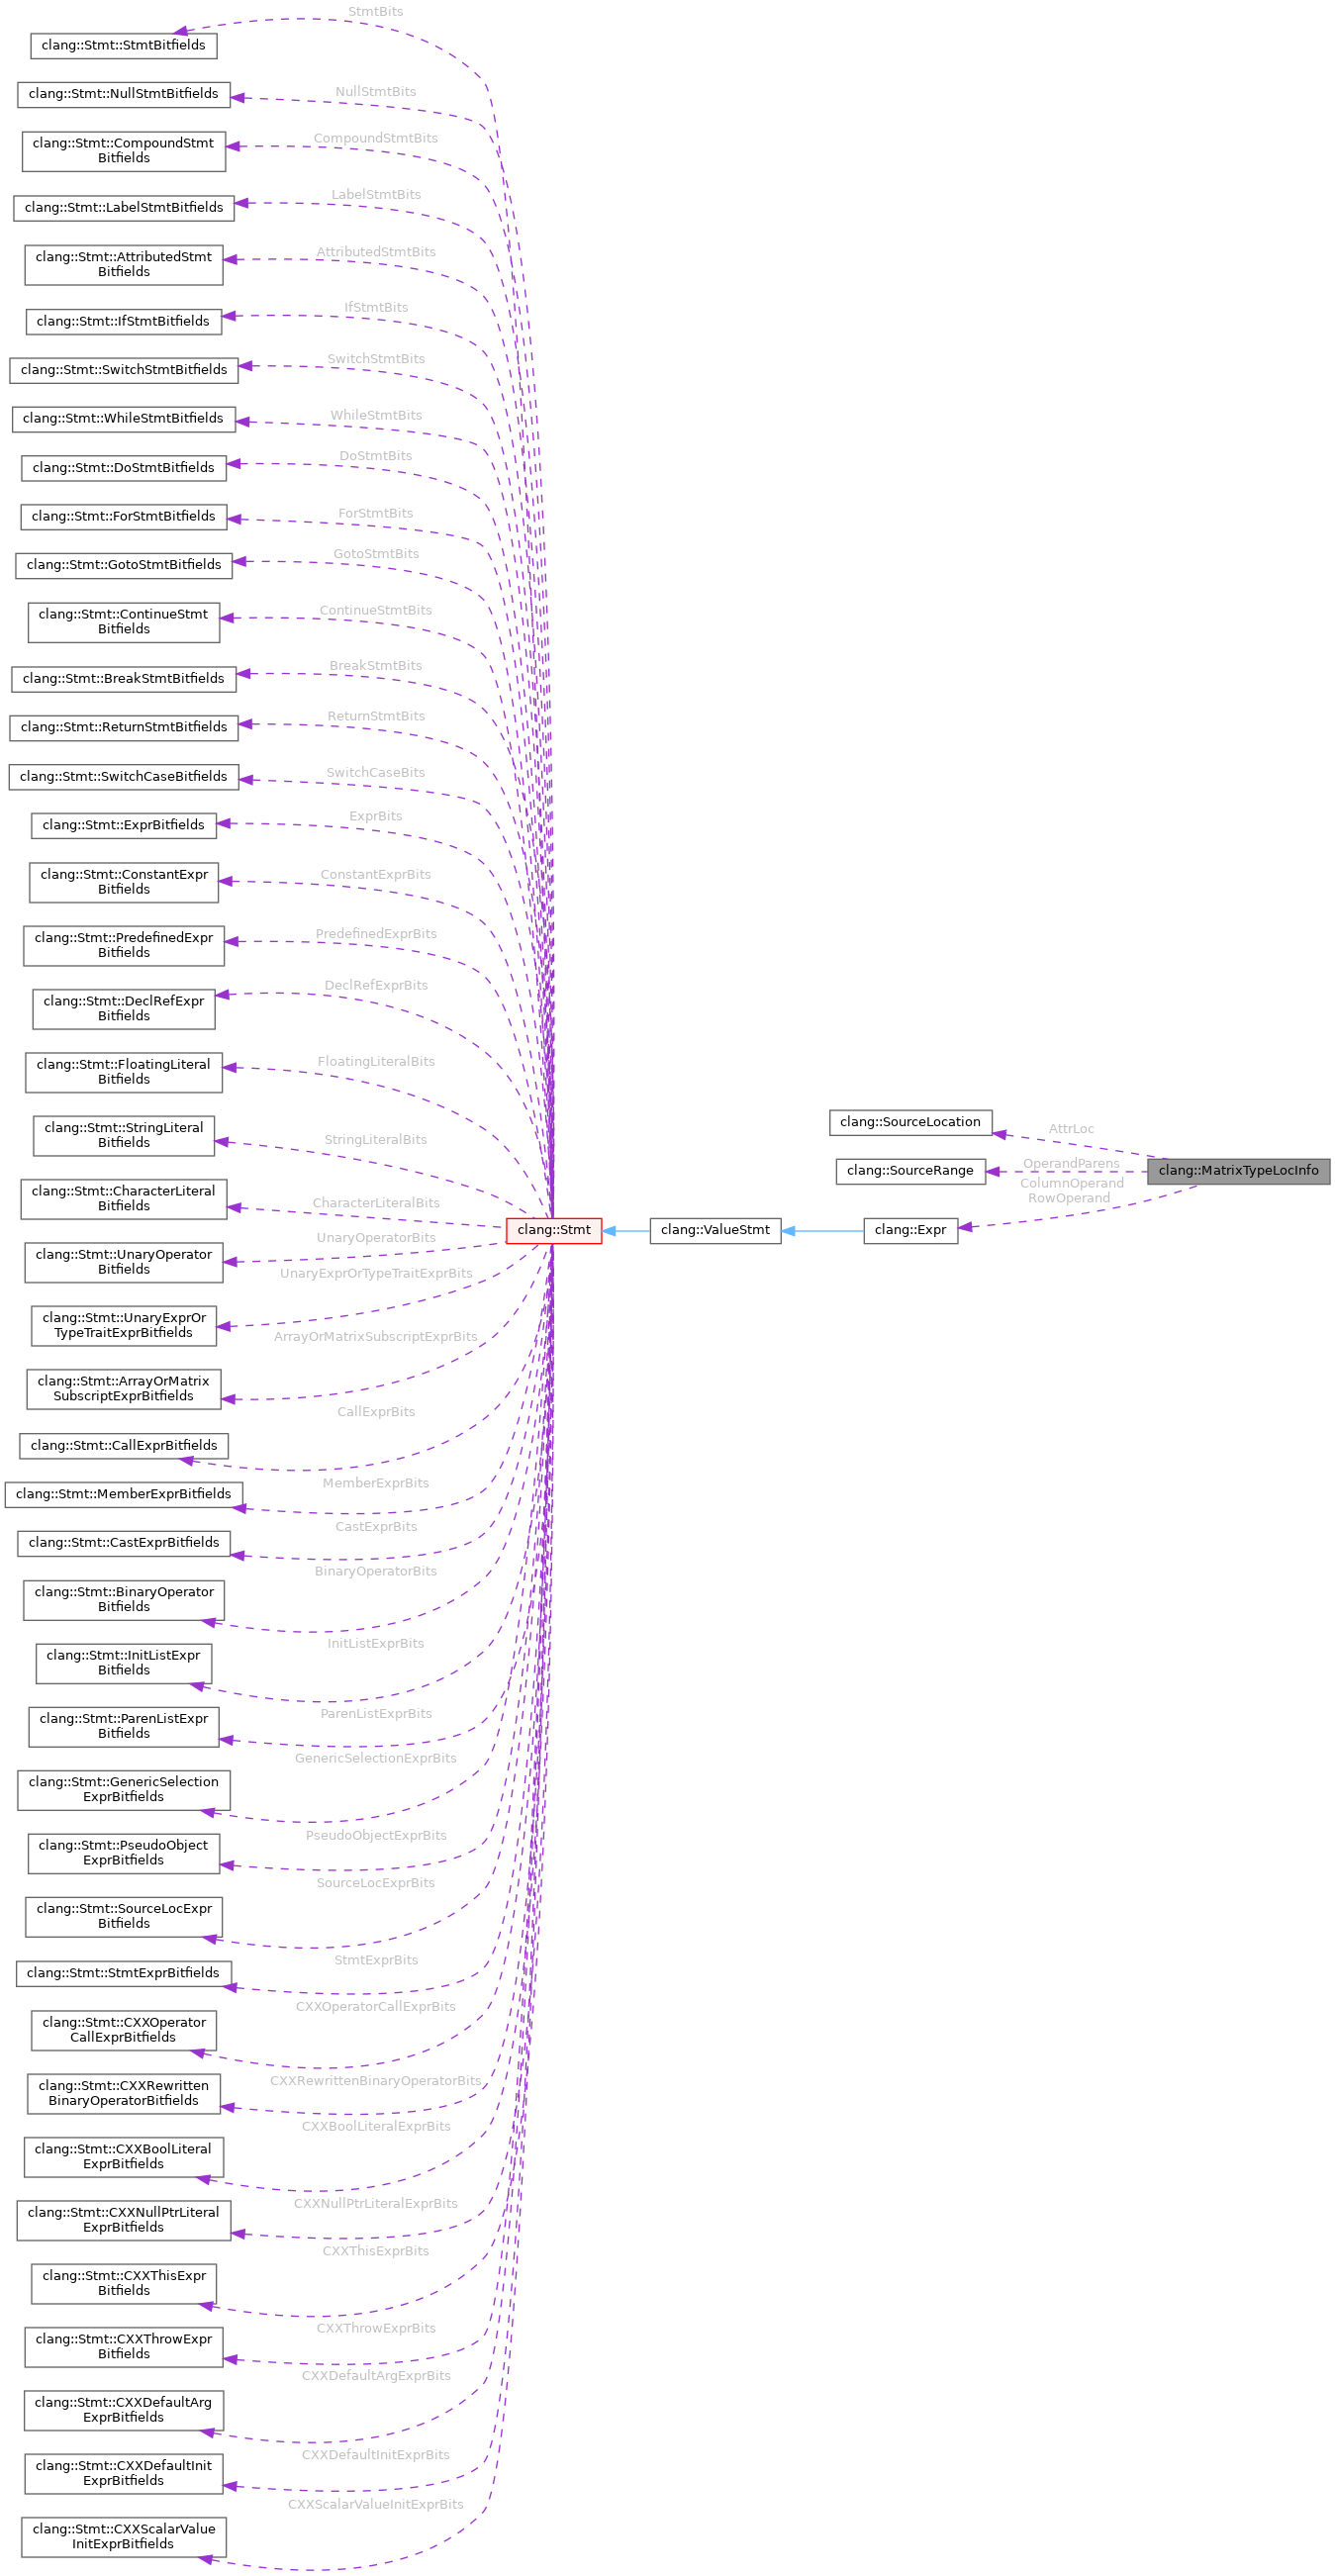 StmtBits
clang::Stmt::StmtBitfields
NullStmtBits
clang::Stmt::NullStmtBitfields
CompoundStmtBits
clang::Stmt::CompoundStmt
Bitfields
LabelStmtBits
clang::Stmt::LabelStmtBitfields
AttributedStmtBits
clang::Stmt::AttributedStmt
Bitfields
IfStmtBits
clang::Stmt::IfStmtBitfields
SwitchStmtBits
clang::Stmt::SwitchStmtBitfields
WhileStmtBits
clang::Stmt::WhileStmtBitfields
DoStmtBits
clang::Stmt::DoStmtBitfields
ForStmtBits
clang::Stmt::ForStmtBitfields
GotoStmtBits
clang::Stmt::GotoStmtBitfields
ContinueStmtBits
clang::Stmt::ContinueStmt
Bitfields
BreakStmtBits
clang::Stmt::BreakStmtBitfields
ReturnStmtBits
clang::Stmt::ReturnStmtBitfields
SwitchCaseBits
clang::Stmt::SwitchCaseBitfields
ExprBits
clang::Stmt::ExprBitfields
ConstantExprBits
clang::Stmt::ConstantExpr
Bitfields
PredefinedExprBits
clang::Stmt::PredefinedExpr
Bitfields
DeclRefExprBits
clang::Stmt::DeclRefExpr
Bitfields
FloatingLiteralBits
clang::Stmt::FloatingLiteral
Bitfields
StringLiteralBits
clang::Stmt::StringLiteral
Bitfields
CharacterLiteralBits
clang::Stmt::CharacterLiteral
Bitfields
UnaryOperatorBits
clang::Stmt::UnaryOperator
Bitfields
UnaryExprOrTypeTraitExprBits
clang::Stmt::UnaryExprOr
TypeTraitExprBitfields
ArrayOrMatrixSubscriptExprBits
clang::Stmt::ArrayOrMatrix
SubscriptExprBitfields
CallExprBits
clang::Stmt::CallExprBitfields
MemberExprBits
clang::Stmt::MemberExprBitfields
CastExprBits
clang::Stmt::CastExprBitfields
BinaryOperatorBits
clang::Stmt::BinaryOperator
Bitfields
InitListExprBits
clang::Stmt::InitListExpr
Bitfields
ParenListExprBits
clang::Stmt::ParenListExpr
Bitfields
GenericSelectionExprBits
clang::Stmt::GenericSelection
ExprBitfields
PseudoObjectExprBits
clang::Stmt::PseudoObject
ExprBitfields
SourceLocExprBits
clang::Stmt::SourceLocExpr
Bitfields
StmtExprBits
clang::Stmt::StmtExprBitfields
CXXOperatorCallExprBits
clang::Stmt::CXXOperator
CallExprBitfields
CXXRewrittenBinaryOperatorBits
clang::Stmt::CXXRewritten
BinaryOperatorBitfields
CXXBoolLiteralExprBits
clang::Stmt::CXXBoolLiteral
ExprBitfields
CXXNullPtrLiteralExprBits
clang::Stmt::CXXNullPtrLiteral
ExprBitfields
CXXThisExprBits
clang::Stmt::CXXThisExpr
Bitfields
CXXThrowExprBits
clang::Stmt::CXXThrowExpr
Bitfields
CXXDefaultArgExprBits
clang::Stmt::CXXDefaultArg
ExprBitfields
CXXDefaultInitExprBits
clang::Stmt::CXXDefaultInit
ExprBitfields
CXXScalarValueInitExprBits
clang::Stmt::CXXScalarValue
InitExprBitfields
clang::Stmt
clang::ValueStmt
clang::Expr
clang::SourceLocation
clang::SourceRange
AttrLoc
OperandParens
ColumnOperand
RowOperand
clang::MatrixTypeLocInfo